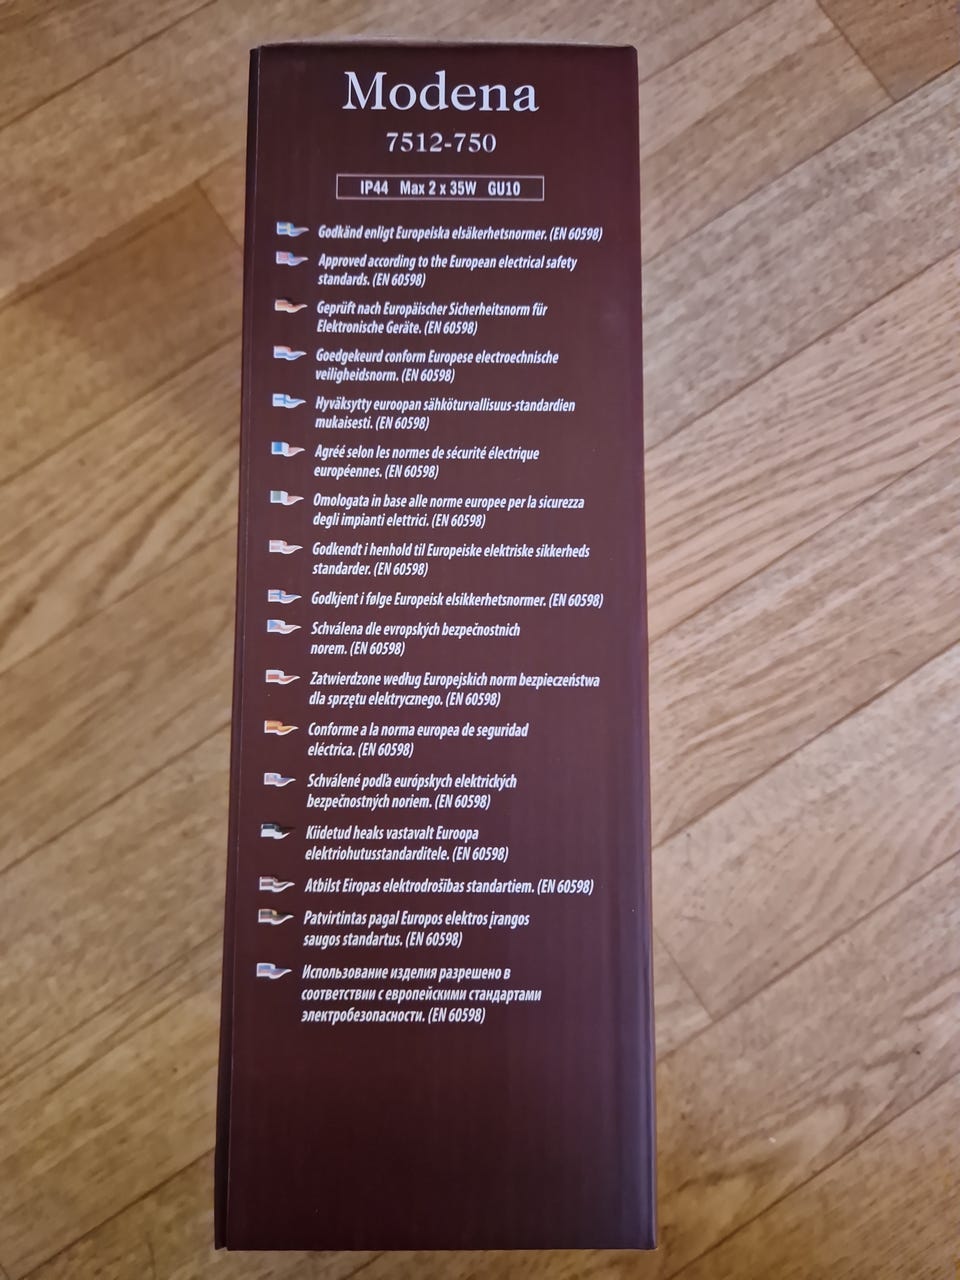 Modena
7512-750
IP44 Max 2 x 35W GU10
Godkänd enligt Europeiska elsäkerhetsnormer. (EN 60598)
Approved according to the European electrical safety
standards. (EN 60598)
Geprüft nach Europäischer Sicherheitsnorm für
Elektronische Geräte. (EN 60598)
Goedgekeurd conform Europese electroechnische
veiligheidsnorm. (EN 60598)
Hyväksytty euroopan sähköturvallisuus-standardien
mukaisesti. (EN 60598)
Agréé selon les normes de sécurité électrique
européennes. (EN 60598)
Omologata in base alle norme europee per la sicurezza
degli impianti elettrici. (EN 60598)
Godkendt i henhold til Europeiske elektriske sikkerheds
standarder. (EN 60598)
Godkjent i følge Europeisk elsikkerhetsnormer. (EN 60598)
Schválena dle evropských bezpečnostnich
norem. (EN 60598)
Zatwierdzone według Europejskich norm bezpieczeństwa
dla sprzętu elektrycznego. (EN 60598)
Conforme a la norma europea de seguridad
eléctrica. (EN 60598)
Schválené podľa európskych elektrických
bezpečnostných noriem. (EN 60598)
Kiidetud heaks vastavalt Euroopa
elektriohutusstandarditele. (EN 60598)
Atbilst Eiropas elektrodrošības standartiem. (EN 60598)
Patvirtintas pagal Europos elektros įrangos
saugos standartus. (EN 60598)
Использование изделия разрешено в
соответствии с европейскими стандартами
электробезопасности. (EN 60598)